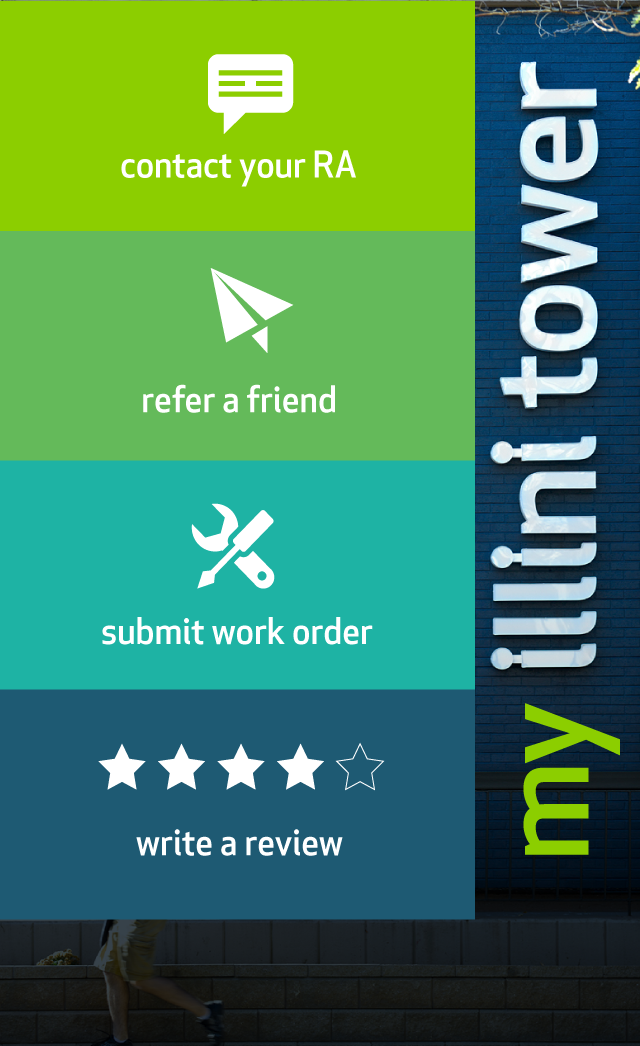 contact your RA
refer a friend
submit work order
write a review
my illini tower